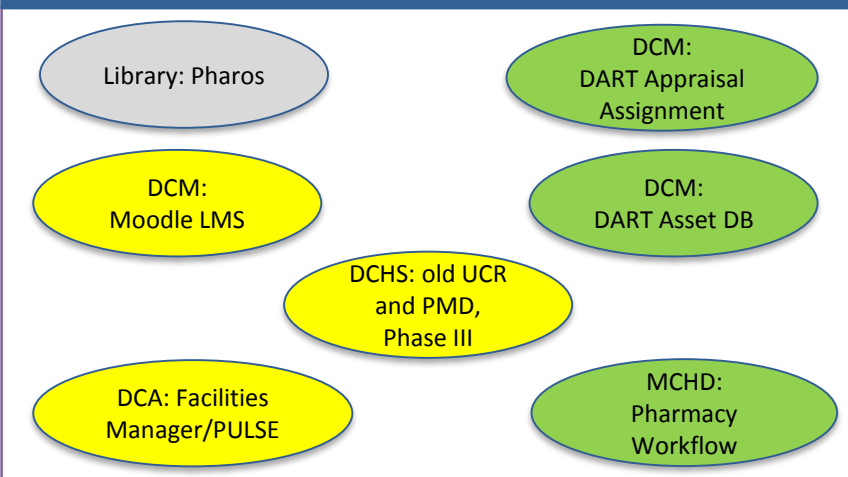 Library: Pharos
DCM:
DART Appraisal
Assignment
DCM:
Moodle LMS
DCM:
DART Asset DB
DCHS: old UCR
and PMD,
Phase III
DCA: Facilities
Manager/PULSE
MCHD:
Pharmacy
Workflow